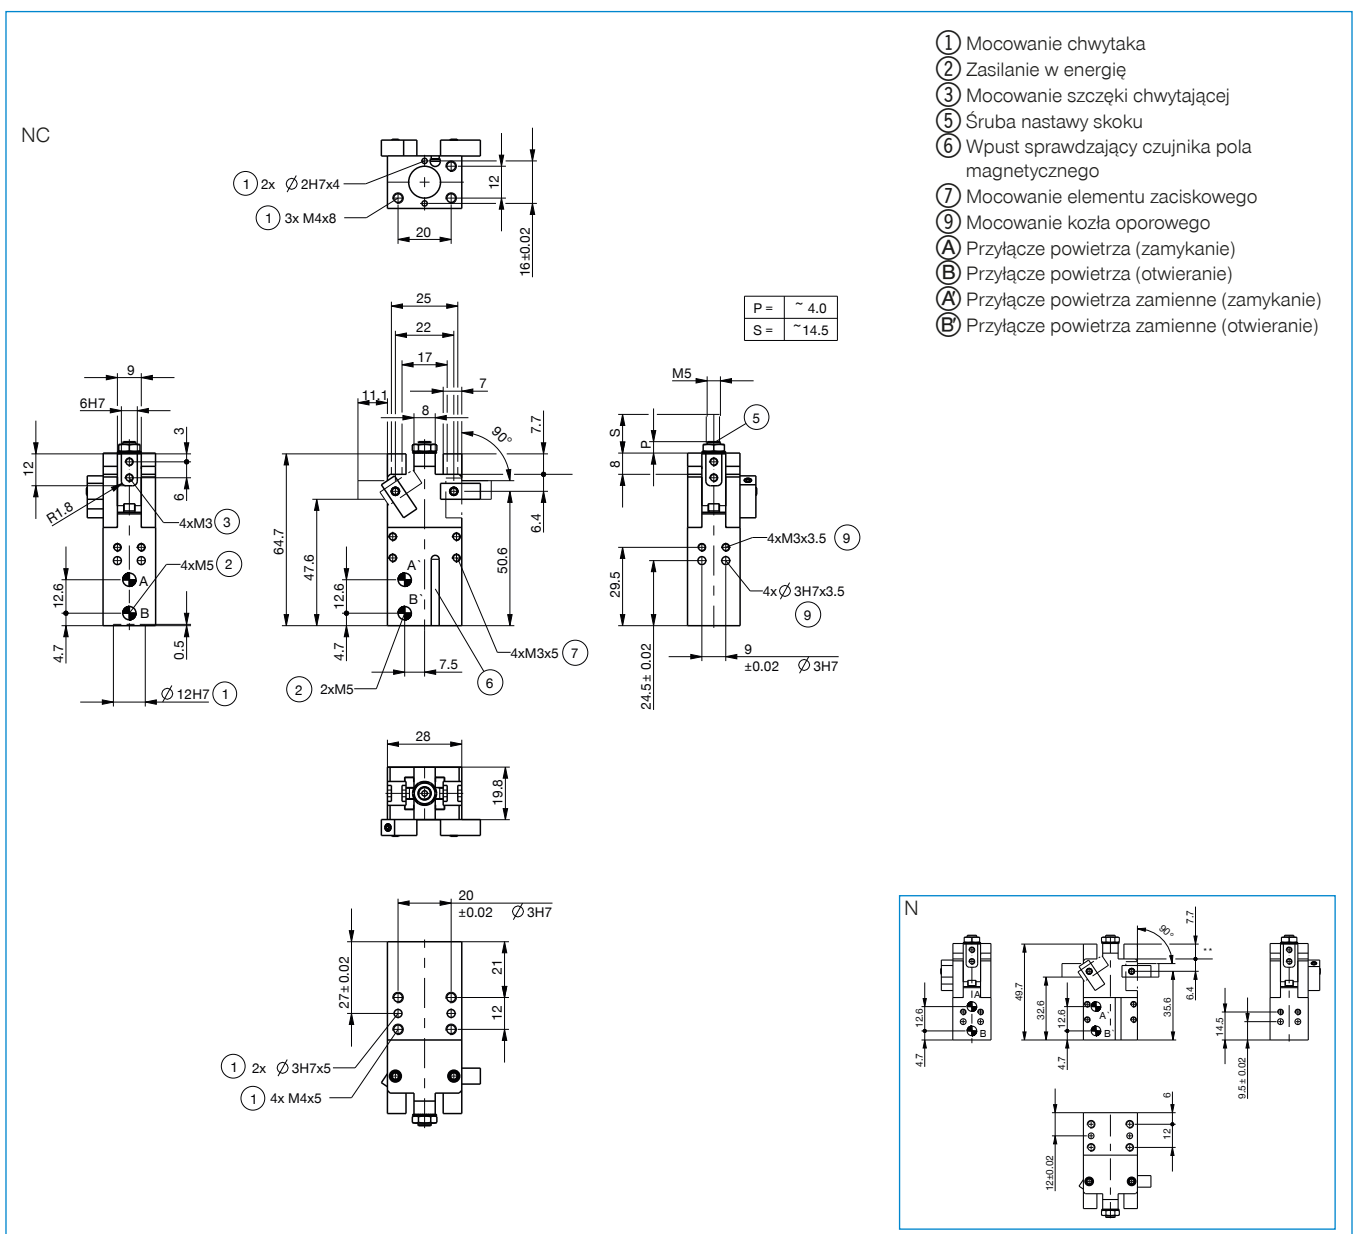 ① Mocowanie chwytaka
② Zasilanie w energię
③ Mocowanie szczęki chwytającej
⑤ Śruba nastawy skoku
⑥ Wpust sprawdzający czujnika pola
magnetycznego
⑦ Mocowanie elementu zaciskowego
⑨ Mocowanie kozła oporowego
Ⓐ Przyłącze powietrza (zamykanie)
Ⓑ Przyłącze powietrza (otwieranie)
A' Przyłącze powietrza zamienne (zamykanie)
B' Przyłącze powietrza zamienne (otwieranie)
NC
① 2x Ø 2H7x4
① 3x M4x8
20
12
16±0.02
P = ~ 4.0
S = ~14.5
9
6H7
3
12
6
R1.8
4xM3 ③
4xM5 ②
A
B
12.6
4.7
0.5
Ø 12H7 ①
25
22
17
7
11.1
8
90°
7.7
6.4
64.7
47.6
50.6
12.6
4.7
A`
B`
7.5
4xM3x5 ⑦
② 2xM5
⑥
M5
⑤
S
P
8
4xM3x3.5 ⑨
4x Ø 3H7x3.5
⑨
29.5
24.5± 0.02
9
±0.02 Ø 3H7
28
19.8
20
±0.02 Ø 3H7
27±0.02
21
12
① 2x Ø 3H7x5
① 4x M4x5
N
A
B
12.6
4.7
49.7
32.6
12.6
4.7
A`
B`
90°
7.7
**
6.4
35.6
14.5
9.5± 0.02
6
12
12±0.02